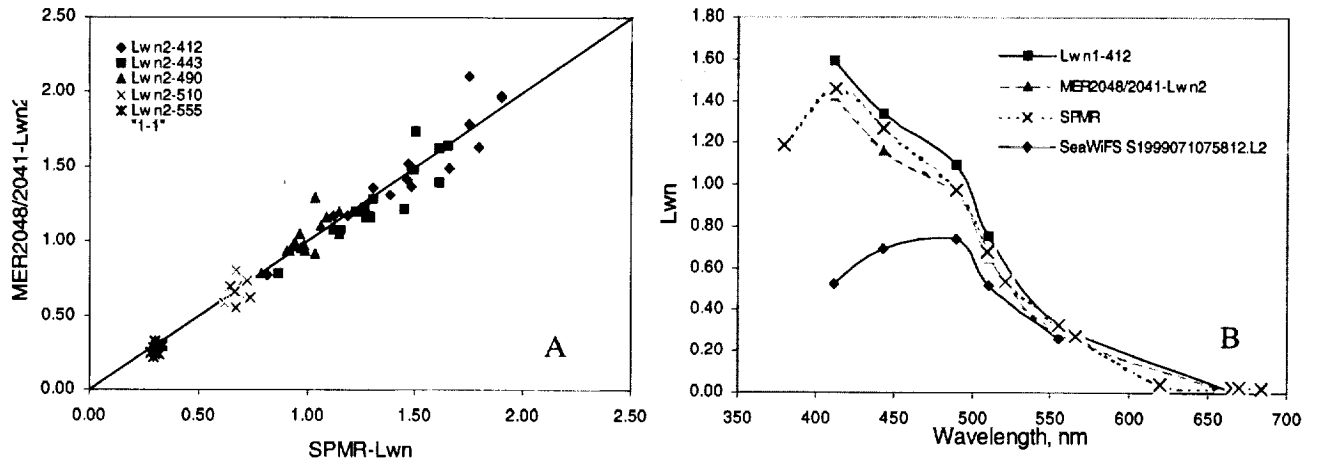 MER2048/2041-Lwn2
2.50
2.00
1.50
1.00
0.50
0.00
Lwn2-412
Lwn2-443
Lwn2-490
Lwn2-510
Lwn2-555
"1-1"
A
0.00 0.50 1.00 1.50 2.00 2.50
SPMR-Lwn
Lwn
1.80
1.60
1.40
1.20
1.00
0.80
0.60
0.40
0.20
0.00
Lwn1-412
MER2048/2041-Lwn2
SPMR
SeaWiFS S1999071075812.L2
B
350 400 450 500 550 600 650 700
Wavelength, nm